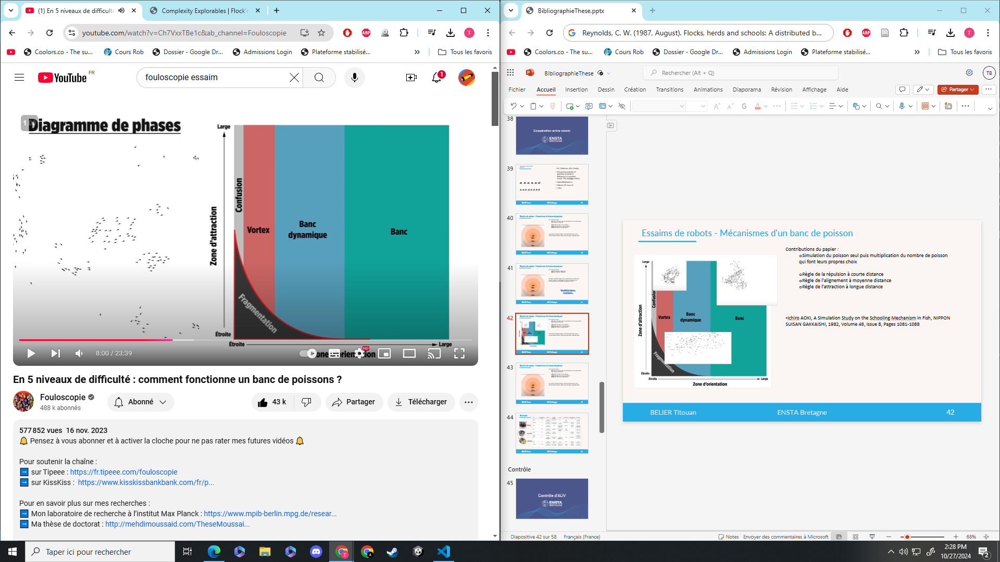 (1) En 5 niveaux de difficulté
Complexity Explorables | Flock'r
youtube.com/watch?v=Ch7VxxTBe1c&ab_channel=Fouloscopie
ABP
T
Coolors.co - The su...
Cours Rob
Dossier - Google Dr...
Admissions Login
Plateforme stabilisé...
»
Tous les favoris
YouTube FR
fouloscopie essaim
1
Diagramme de phases
Large
Zone d'attraction
Étroite
Confusion
Vortex
Banc
dynamique
Banc
Fragmentation
Étroite
Large
8:00 / 23:39
HD
En 5 niveaux de difficulté : comment fonctionne un banc de poissons ?
Fouloscopie
488 k abonnés
Abonné
43 k
Partager
Télécharger
577 852 vues 16 nov. 2023
Pensez à vous abonner et à activer la cloche pour ne pas rater mes futures vidéos
Pour soutenir la chaîne :
sur Tipeee : https://fr.tipeee.com/fouloscopie
sur KissKiss : https://www.kisskissbankbank.com/fr/p...
Pour en savoir plus sur mes recherches :
Mon laboratoire de recherche à l'institut Max Planck : https://www.mpib-berlin.mpg.de/resear...
Ma thèse de doctorat : http://mehdimoussaid.com/TheseMoussai...
BibliographieThese.pptx
Reynolds, C. W. (1987, August). Flocks, herds and schools: A distributed b...
ABP
T
Coolors.co - The su...
Cours Rob
Dossier - Google Dr...
Admissions Login
Plateforme stabilisé...
»
Tous les favoris
BibliographieThese
Rechercher (Alt + Q)
TB
Fichier
Accueil
Insertion
Dessin
Création
Transitions
Animations
Diaporama
Révision
Affichage
Aide
Partager
38
Coopération entre robots
ENSTA
BRETAGNE
39
40
41
42
43
44
Contrôle
45
Contrôle d'AUV
ENSTA
BRETAGNE
Essaims de robots - Mécanismes d'un banc de poisson
Large
Zone d'attraction
Étroite
Confusion
Vortex
Banc
dynamique
Banc
Fragmentation
Étroite
Large
Zone d'orientation
Contributions du papier :
oSimulation du poisson seul puis multiplication du nombre de poisson
qui font leurs propres choix
oRègle de la répulsion à courte distance
oRègle de l'alignement à moyenne distance
oRègle de l'attraction à longue distance
•Ichiro AOKI, A Simulation Study on the Schooling Mechanism in Fish, NIPPON
SUISAN GAKKAISHI, 1982, Volume 48, Issue 8, Pages 1081-1088
BELIER Titouan
ENSTA Bretagne
42
Diapositive 42 sur 58
Français (France)
Notes
Envoyer des commentaires à Microsoft
68%
Taper ici pour rechercher
2:28 PM
10/27/2024
2